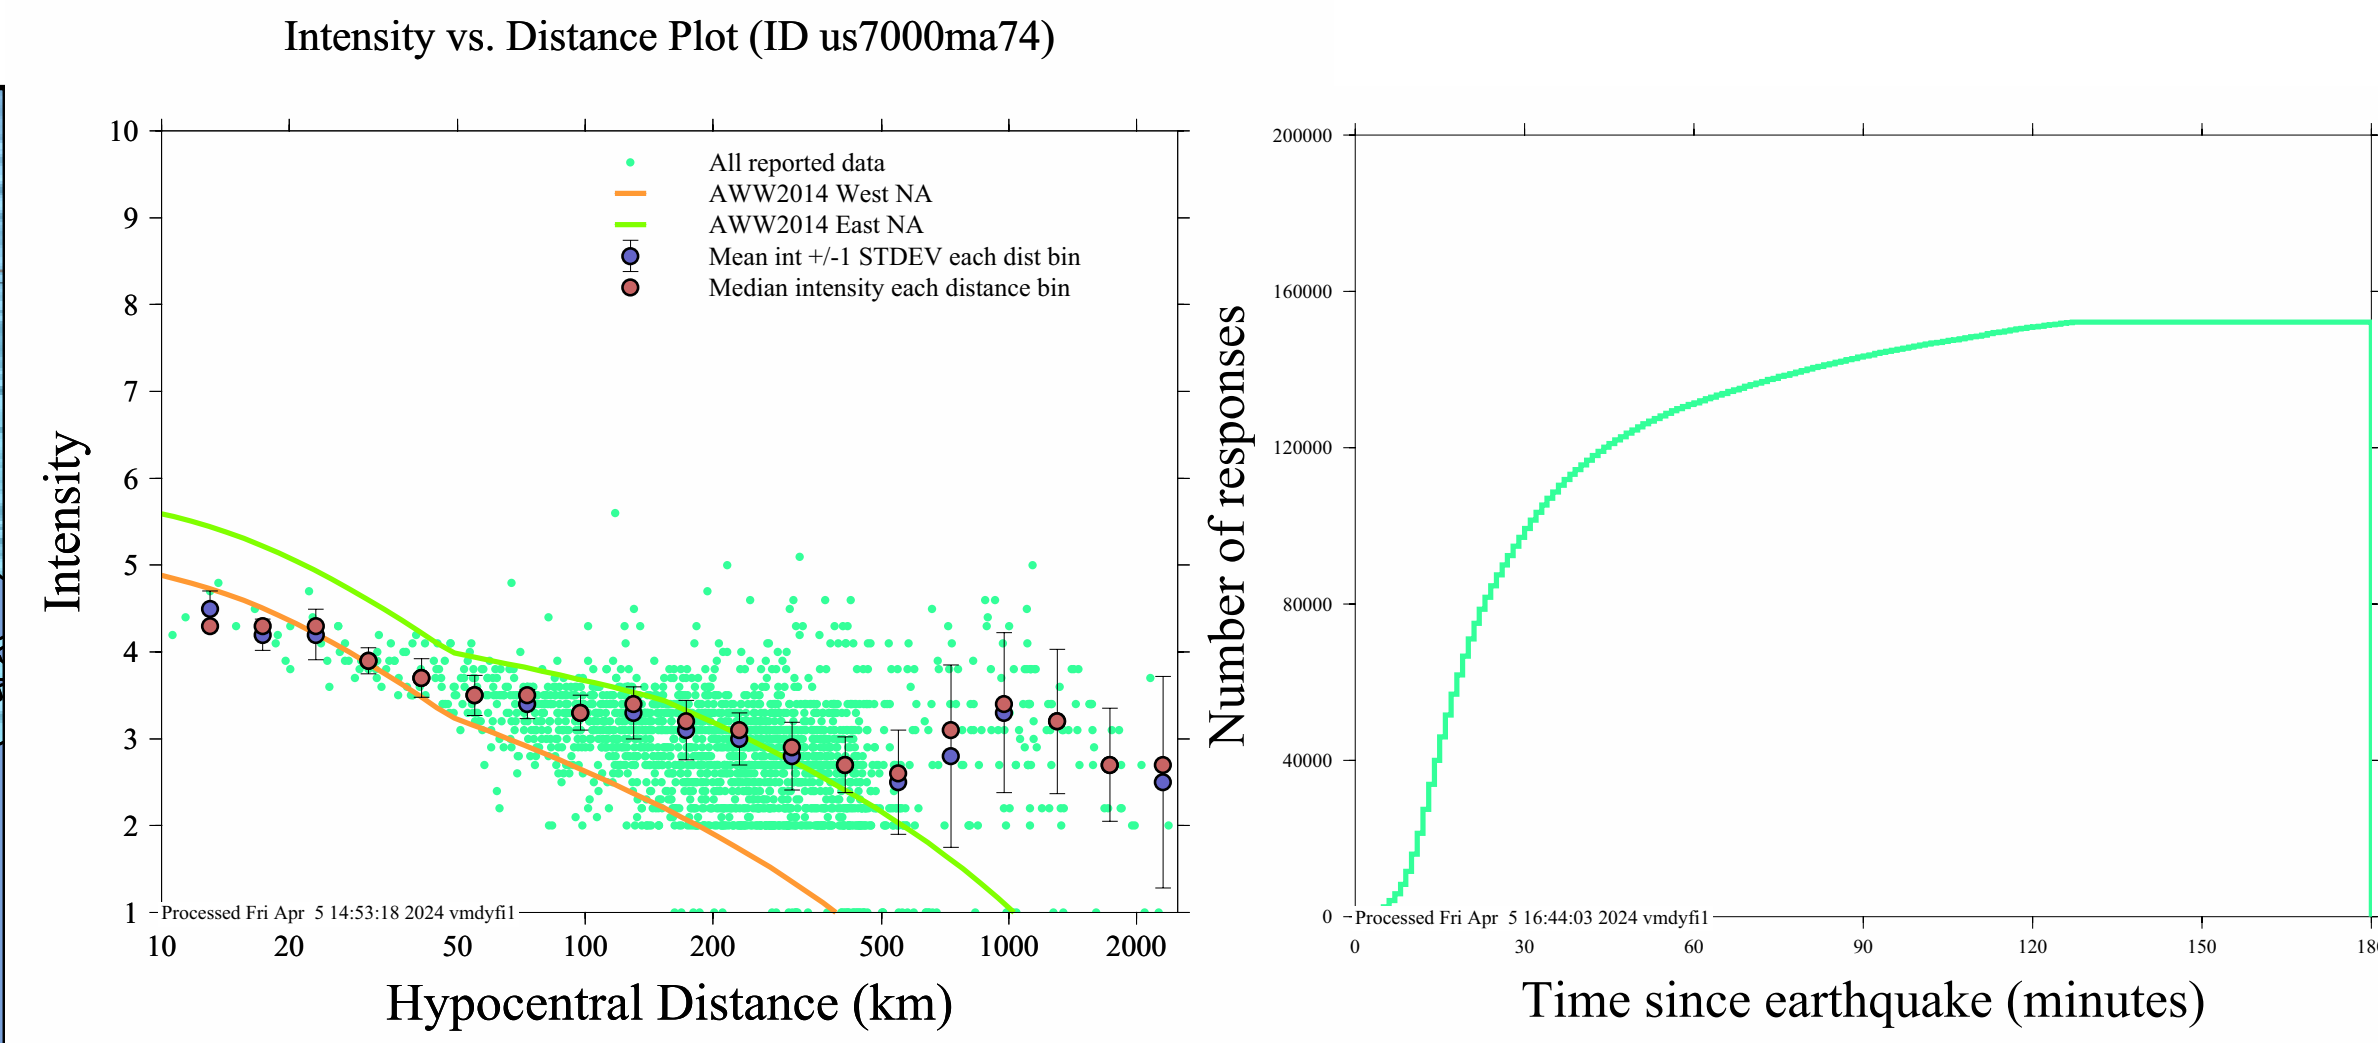 Intensity vs. Distance Plot (ID us7000ma74)
10
9
8
7
6
5
4
3
2
1
Intensity
All reported data
AWW2014 West NA
AWW2014 East NA
Mean int +/-1 STDEV each dist bin
Median intensity each distance bin
Processed Fri Apr 5 14:53:18 2024 vmdyfi1
10 20 50 100 200 500 1000 2000
Hypocentral Distance (km)
200000
160000
120000
80000
40000
0
Number of responses
Processed Fri Apr 5 16:44:03 2024 vmdyfi1
0 30 60 90 120 150
Time since earthquake (minutes)